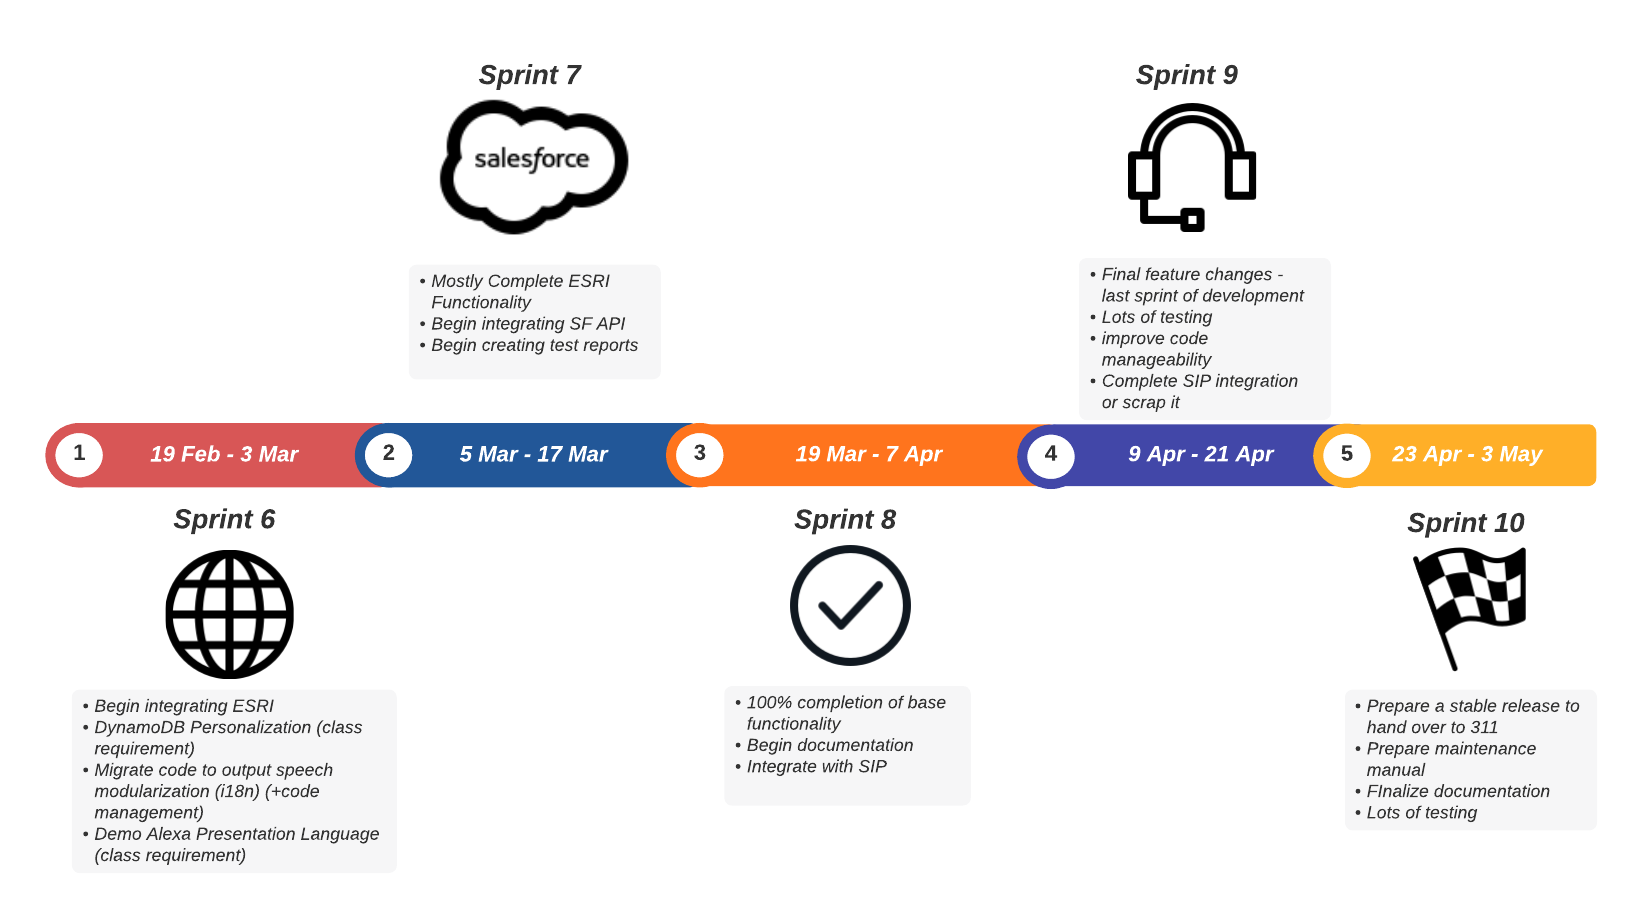 Sprint 7
salesforce
• Mostly Complete ESRI
Functionality
• Begin integrating SF API
• Begin creating test reports
Sprint 9
• Final feature changes -
last sprint of development
• Lots of testing
• improve code
manageability
• Complete SIP integration
or scrap it
1 19 Feb - 3 Mar 2 5 Mar - 17 Mar 3 19 Mar - 7 Apr 4 9 Apr - 21 Apr 5 23 Apr - 3 May
Sprint 6
• Begin integrating ESRI
• DynamoDB Personalization (class
requirement)
• Migrate code to output speech
modularization (i18n) (+code
management)
• Demo Alexa Presentation Language
(class requirement)
Sprint 8
• 100% completion of base
functionality
• Begin documentation
• Integrate with SIP
Sprint 10
• Prepare a stable release to
hand over to 311
• Prepare maintenance
manual
• FInalize documentation
• Lots of testing